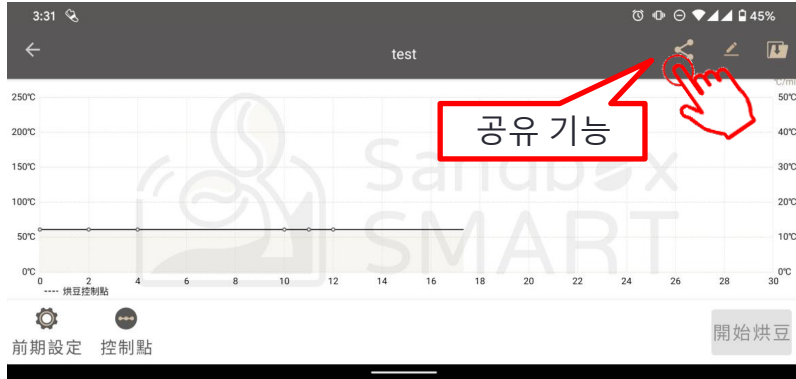 3:31 45%
test
공유 기능
℃/mi
250℃ 50℃
200℃ 40℃
150℃ 30℃
100℃ 20℃
50℃ 10℃
0℃ 0℃
0 2 4 6 8 10 12 14 16 18 20 22 24 26 28 30
---- 烘豆控制點
Sandbox
SMART
前期設定 控制點 開始烘豆